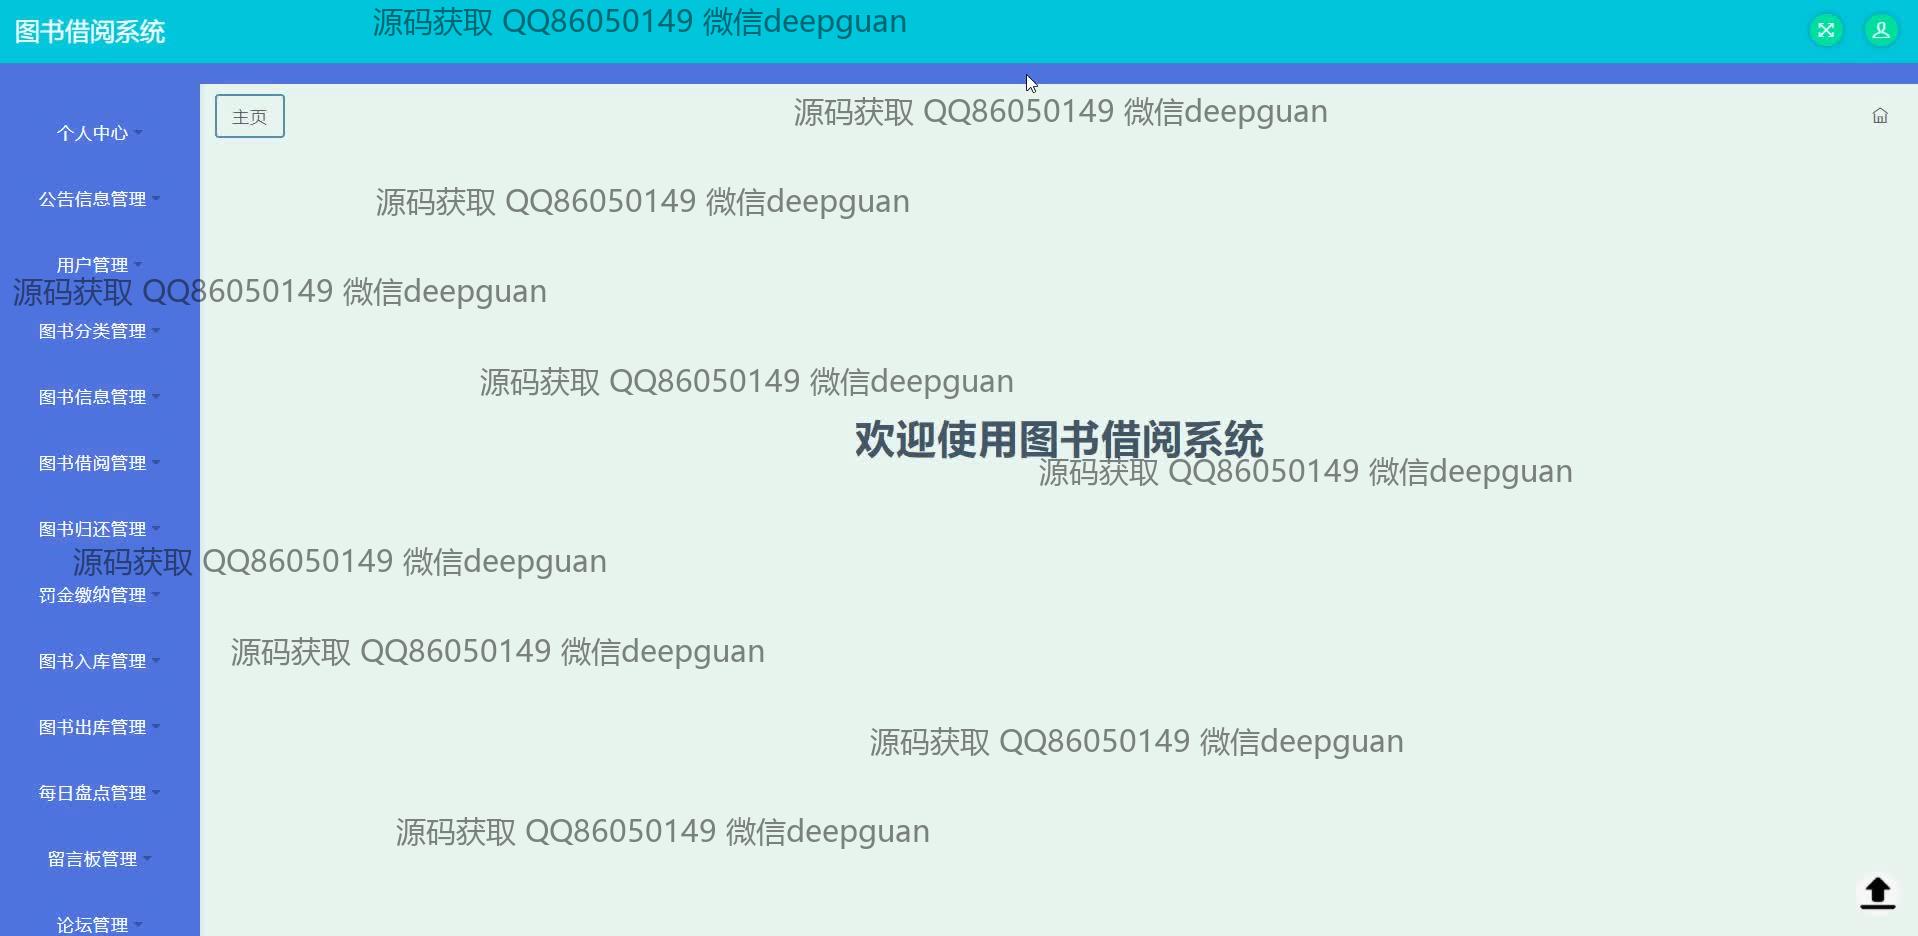 图书借阅系统
源码获取 QQ86050149 微信deepguan
主页
源码获取 QQ86050149 微信deepguan
个人中心
公告信息管理
源码获取 QQ86050149 微信deepguan
用户管理
源码获取 QQ86050149 微信deepguan
图书分类管理
源码获取 QQ86050149 微信deepguan
图书信息管理
欢迎使用图书借阅系统
图书借阅管理
源码获取 QQ86050149 微信deepguan
图书归还管理
源码获取 QQ86050149 微信deepguan
罚金缴纳管理
源码获取 QQ86050149 微信deepguan
图书入库管理
图书出库管理
源码获取 QQ86050149 微信deepguan
每日盘点管理
源码获取 QQ86050149 微信deepguan
留言板管理
论坛管理